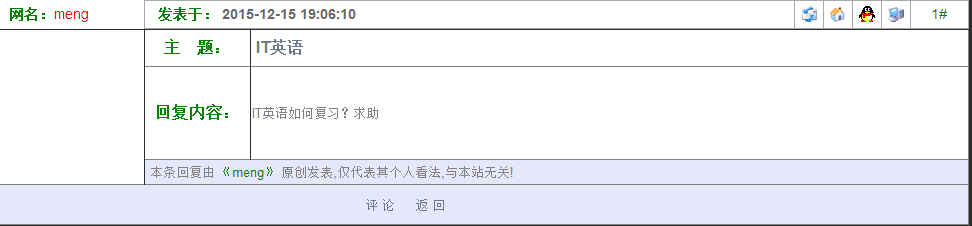 网名：meng 发表于： 2015-12-15 19:06:10 1#
主 题： IT英语
回复内容： IT英语如何复习？求助
本条回复由 《meng》 原创发表,仅代表其个人看法,与本站无关!
评 论 返 回